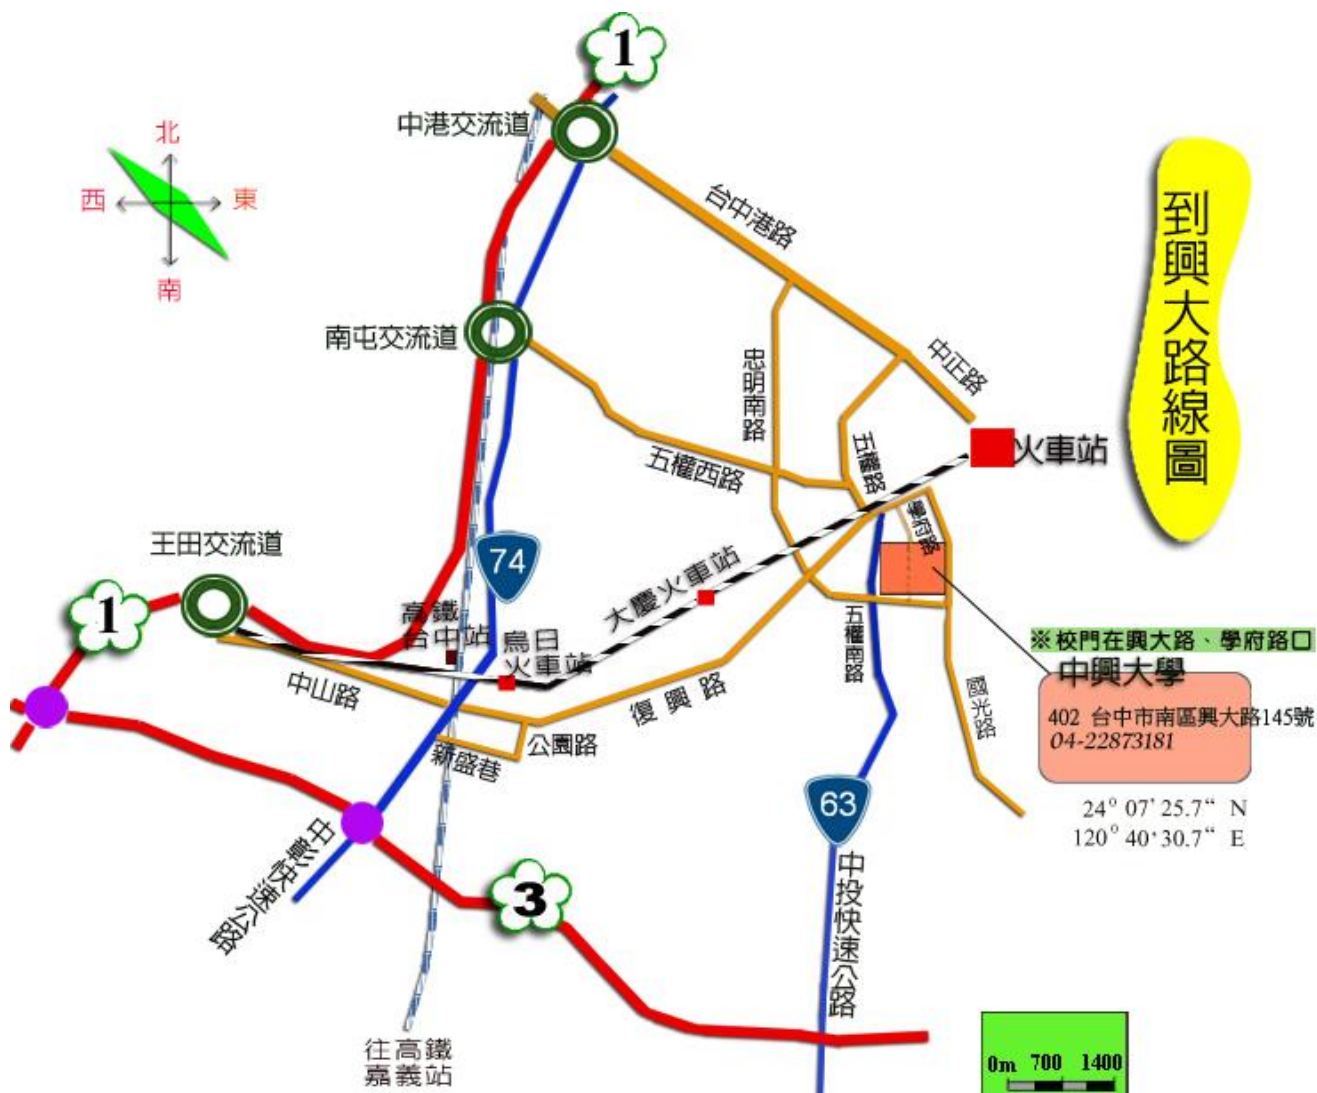 1
中港交流道
北
西
東
南
台中港路
到興大路線圖
南屯交流道
忠明南路
中正路
火車站
五權西路
五權路
學府路
王田交流道
74
大慶火車站
1
高鐵
台中站
烏日
火車站
五權南路
※校門在興大路、學府路口
中興大學
402 台中市南區興大路145號
04-22873181
中山路
復興路
國光路
公園路
新盛巷
63
24° 07' 25.7“ N
120° 40' 30.7“ E
中彰快速公路
3
中投快速公路
往高鐵
嘉義站
0m 700 1400